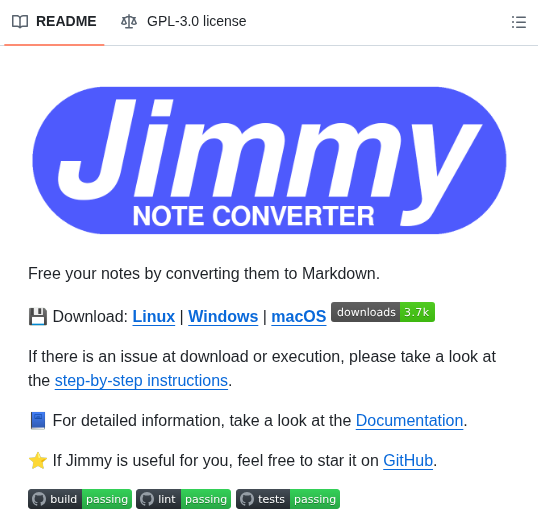 README GPL-3.0 license
Jimmy
NOTE CONVERTER
Free your notes by converting them to Markdown.
💾 Download: Linux | Windows | macOS downloads 3.7k
If there is an issue at download or execution, please take a look at
the step-by-step instructions.
📘 For detailed information, take a look at the Documentation.
⭐ If Jimmy is useful for you, feel free to star it on GitHub.
build passing lint passing tests passing